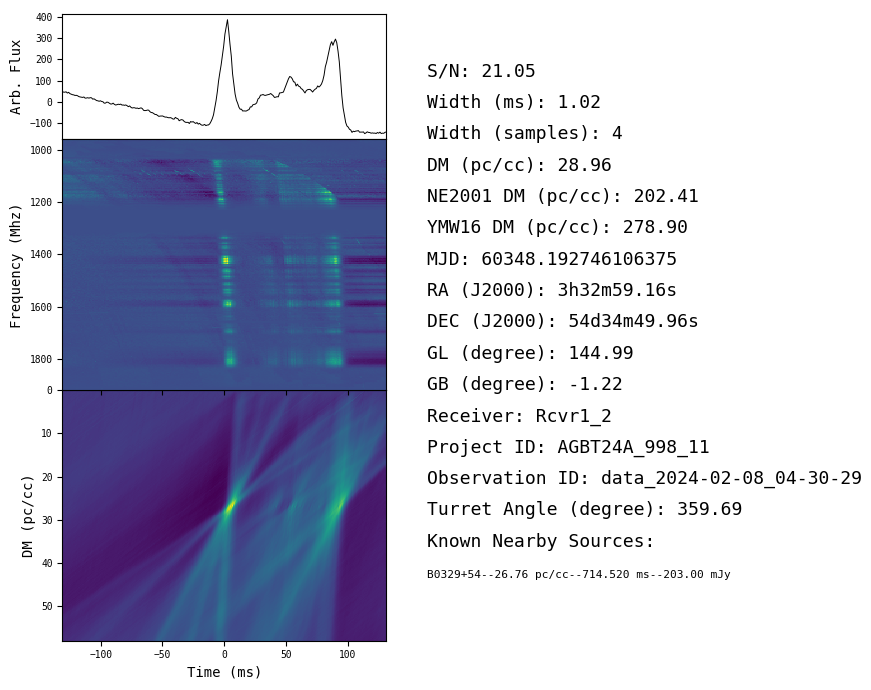 400
300
200
100
0
−100
Arb. Flux
1000
1200
1400
1600
1800
Frequency (Mhz)
0
10
20
30
40
50
DM (pc/cc)
−100
−50
0
50
100
Time (ms)
S/N: 21.05
Width (ms): 1.02
Width (samples): 4
DM (pc/cc): 28.96
NE2001 DM (pc/cc): 202.41
YMW16 DM (pc/cc): 278.90
MJD: 60348.192746106375
RA (J2000): 3h32m59.16s
DEC (J2000): 54d34m49.96s
GL (degree): 144.99
GB (degree): -1.22
Receiver: Rcvr1_2
Project ID: AGBT24A_998_11
Observation ID: data_2024-02-08_04-30-29
Turret Angle (degree): 359.69
Known Nearby Sources:
B0329+54--26.76 pc/cc--714.520 ms--203.00 mJy